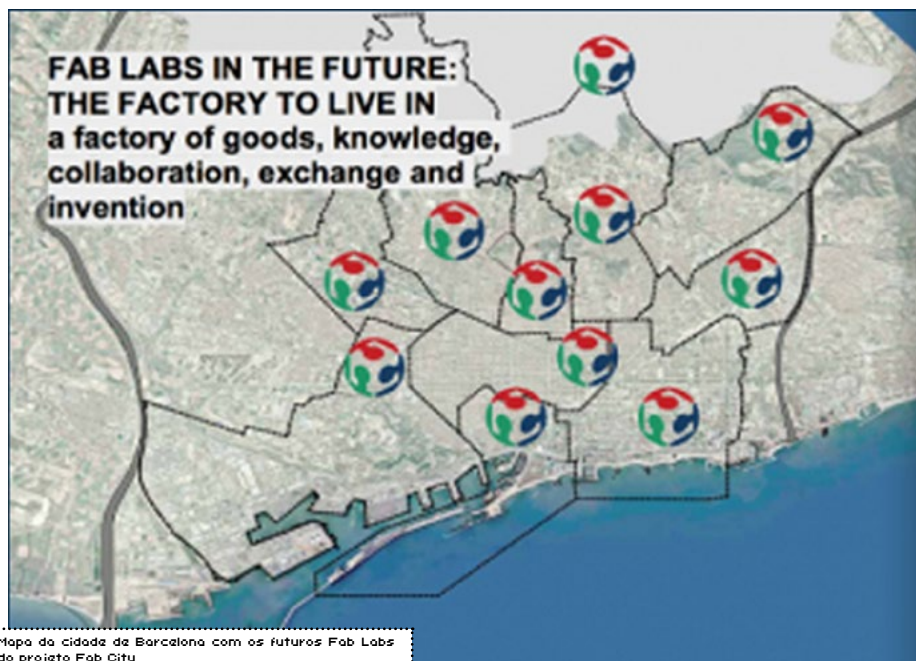 FAB LABS IN THE FUTURE:
THE FACTORY TO LIVE IN
a factory of goods, knowledge,
collaboration, exchange and
invention
Mapa da cidade de Barcelona com os futuros Fab Labs
do projeto Fab City